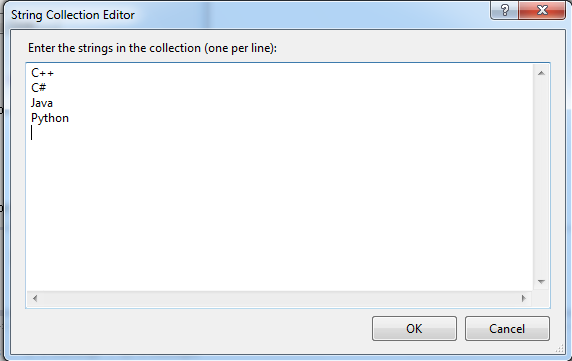 String Collection Editor
?
Enter the strings in the collection (one per line):
C++
C#
Java
Python
OK
Cancel